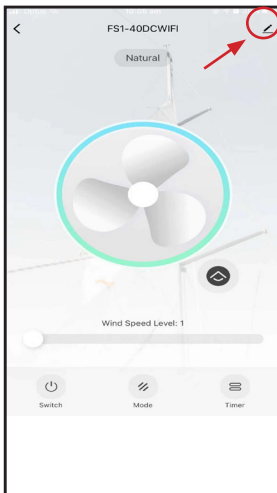 FS1-40DCWIFI
Natural
Wind Speed Level: 1
Switch Mode Timer